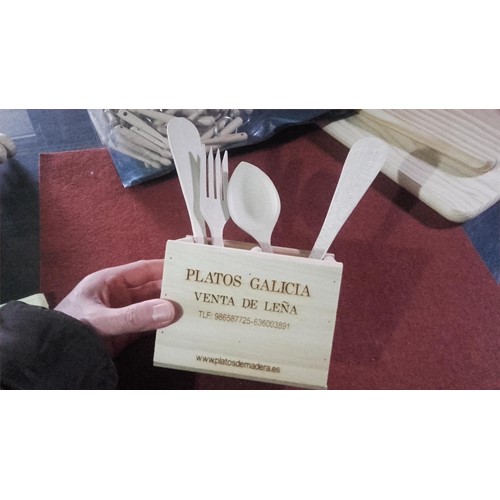 PLATOS GALICIA
VENTA DE LEÑA
TLF: 986587725-636003891
www.platosdemadera.es